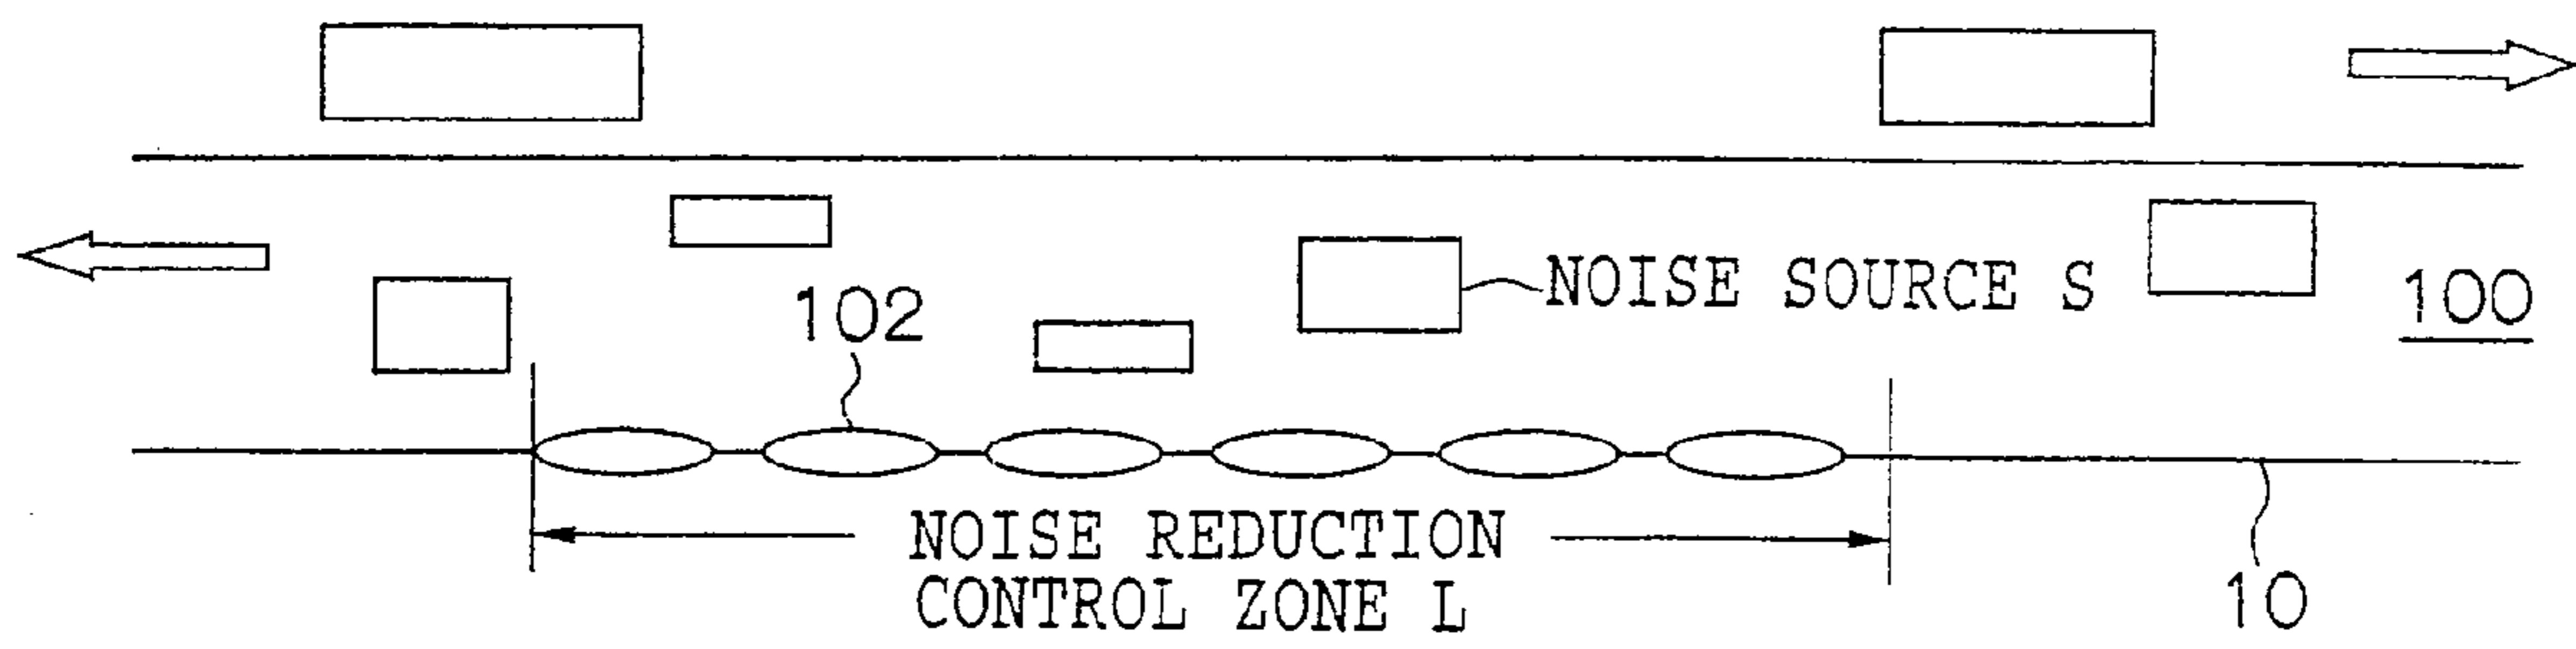 NOISE SOURCE S
102
100
NOISE REDUCTION
CONTROL ZONE L
10